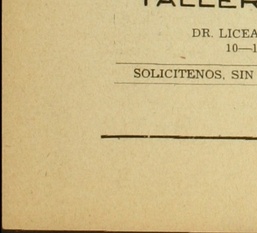 TALLER
DR. LICEA
10—1
SOLICITENOS, SIN